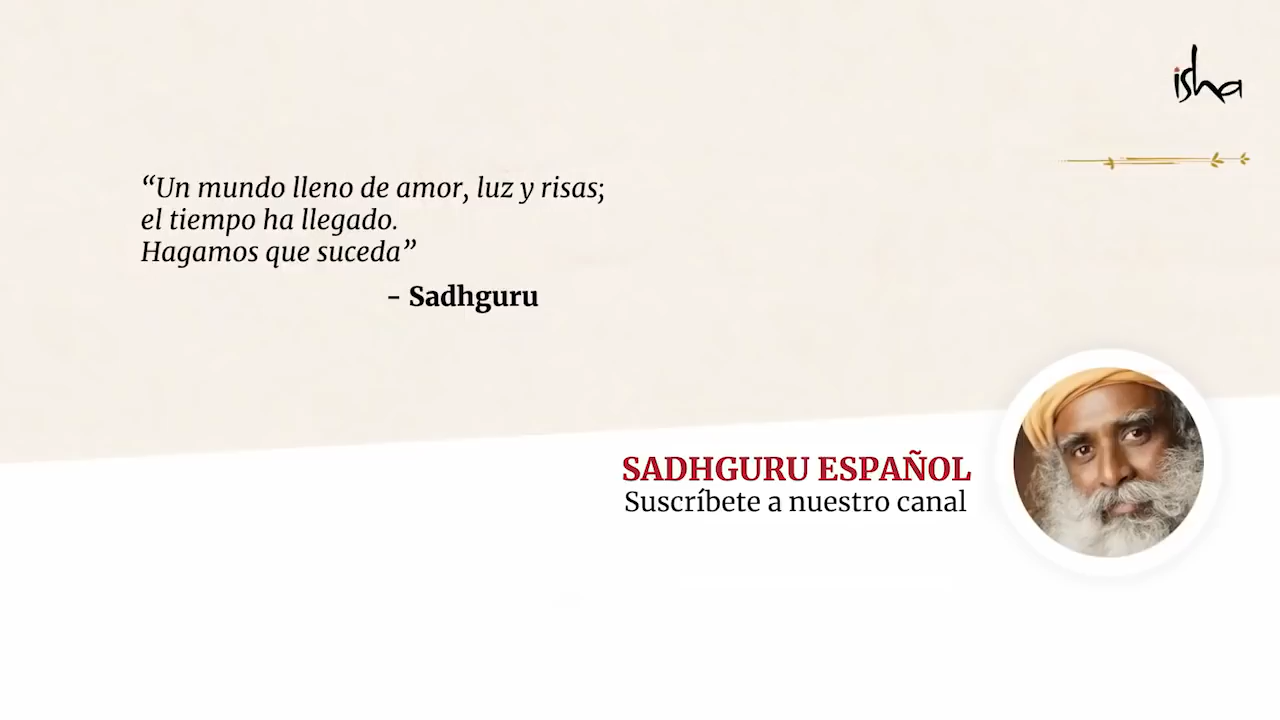 isha
“Un mundo lleno de amor, luz y risas;
el tiempo ha llegado.
Hagamos que suceda”
- Sadhguru
SADHGURU ESPAÑOL
Suscríbete a nuestro canal